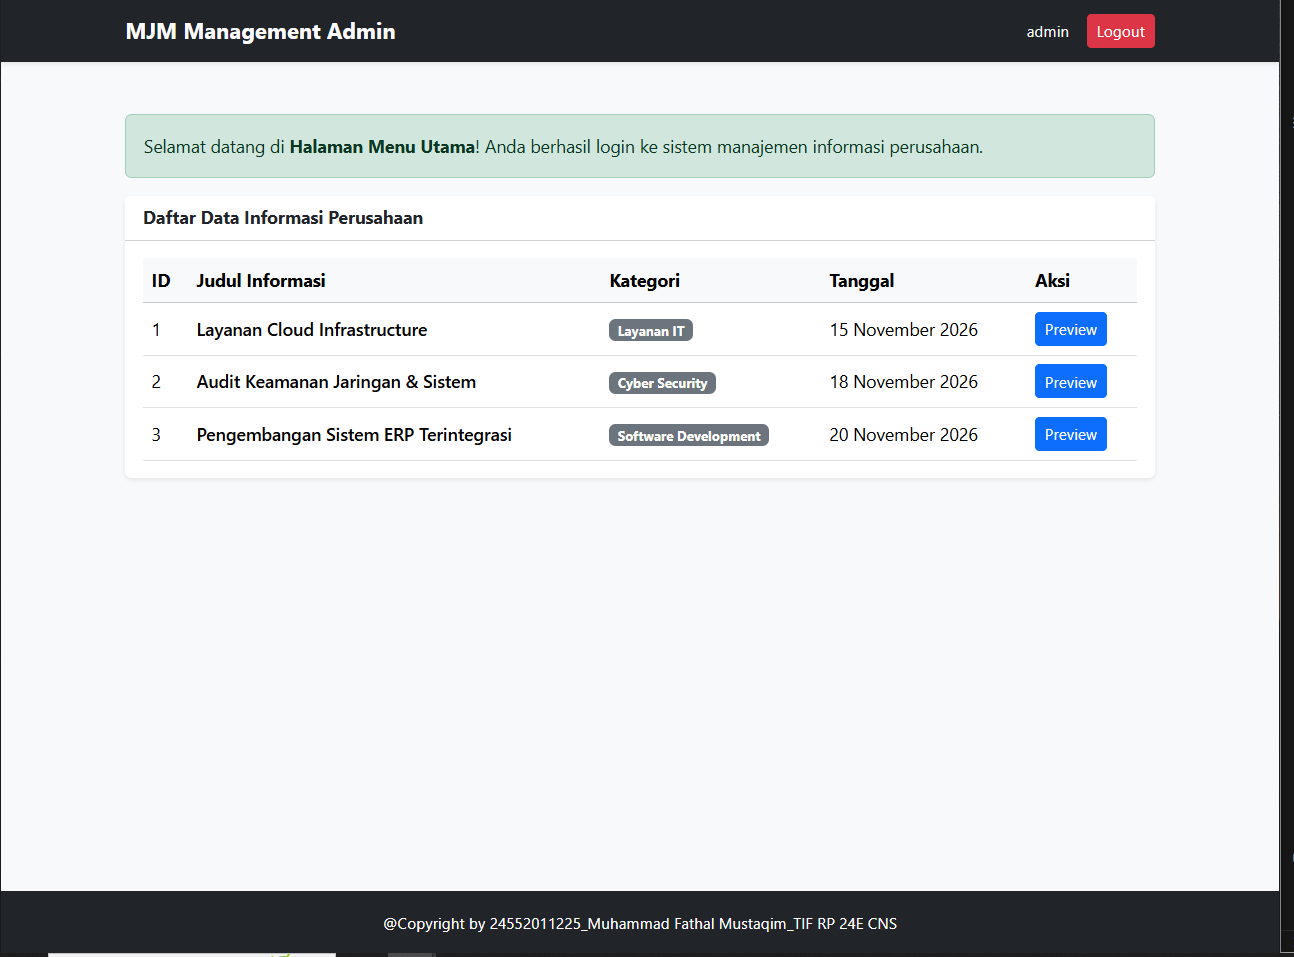 MJM Management Admin
admin
Logout
Selamat datang di Halaman Menu Utama! Anda berhasil login ke sistem manajemen informasi perusahaan.
Daftar Data Informasi Perusahaan
ID Judul Informasi Kategori Tanggal Aksi
1 Layanan Cloud Infrastructure Layanan IT 15 November 2026 Preview
2 Audit Keamanan Jaringan & Sistem Cyber Security 18 November 2026 Preview
3 Pengembangan Sistem ERP Terintegrasi Software Development 20 November 2026 Preview
@Copyright by 24552011225_Muhammad Fathal Mustaqim_TIF RP 24E CNS